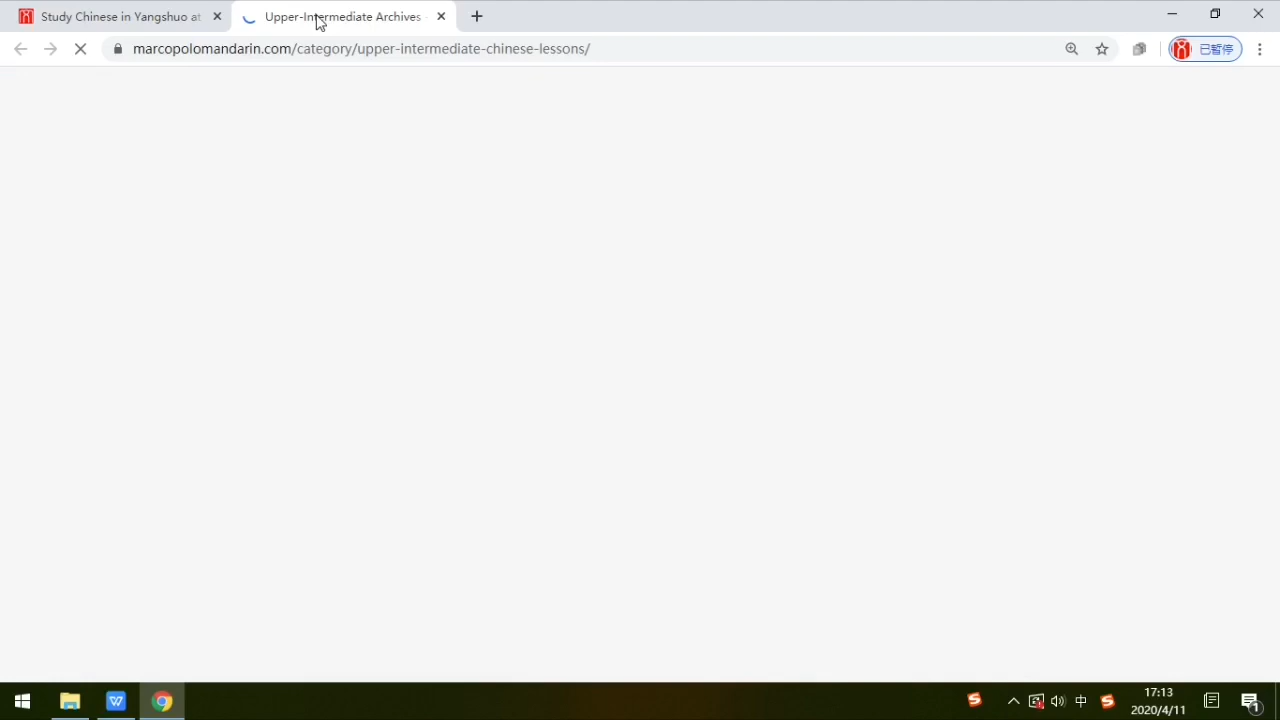 Study Chinese in Yangshuo at
Upper-Intermediate Archives
marcopolomandarin.com/category/upper-intermediate-chinese-lessons/
已暂停
中
17:13
2020/4/11
1